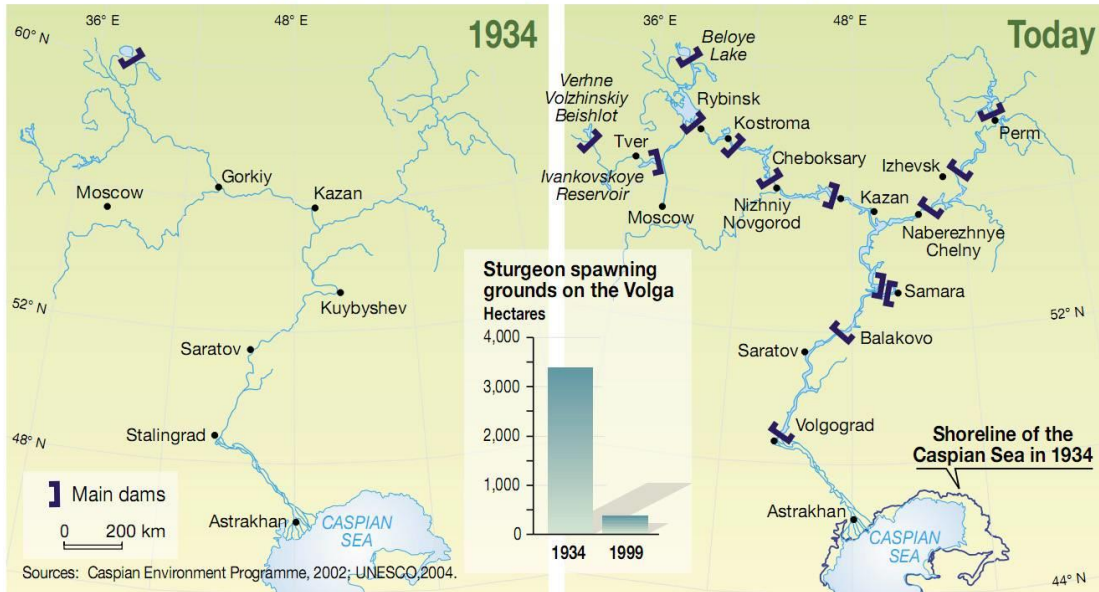 36° E
48° E
60° N
1934
Moscow
Gorkiy
Kazan
52° N
Kuybyshev
Saratov
48° N
Stalingrad
Main dams
0 200 km
Astrakhan
CASPIAN
SEA
Sources: Caspian Environment Programme, 2002; UNESCO,2004.
Sturgeon spawning
grounds on the Volga
Hectares
4,000
3,000
2,000
1,000
0
1934 1999
36° E
48° E
Today
Beloye
Lake
Verhne
Volzhinskiy
Beishlot
Rybinsk
Kostroma
Tver
Cheboksary
Perm
Izhevsk
Ivankovskoye
Reservoir
Moscow
Nizhniy
Novgorod
Kazan
Naberezhnye
Chelny
Samara
52° N
Balakovo
Saratov
Volgograd
Shoreline of the
Caspian Sea in 1934
Astrakhan
CASPIAN
SEA
44° N